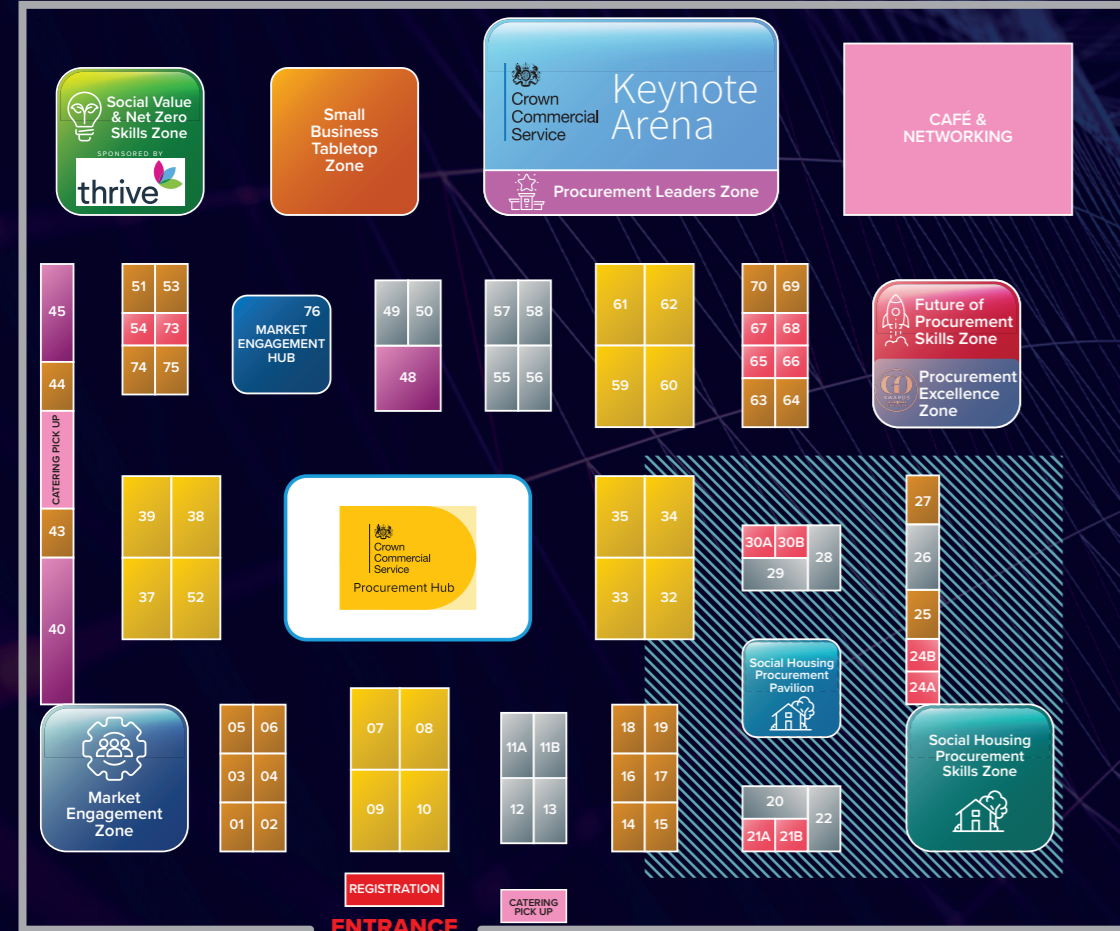 Social Value
& Net Zero
Skills Zone
SPONSORED BY
thrive
Small
Business
Tabletop
Zone
Crown
Commercial
Service
Keynote
Arena
Procurement Leaders Zone
CAFÉ &
NETWORKING
45
44
CATERING PICK UP
43
40
51 53
54 73
74 75
76
MARKET
ENGAGEMENT
HUB
49 50
48
57 58
55 56
61 62
59 60
70 69
67 68
65 66
63 64
Future of
Procurement
Skills Zone
GO
AWARDS
Procurement
Excellence
Zone
39 38
37 52
Crown
Commercial
Service
Procurement Hub
35 34
33 32
30A 30B
28
29
27
26
25
24B
24A
Social Housing
Procurement
Pavilion
Market
Engagement
Zone
05 06
03 04
01 02
07 08
09 10
11A 11B
12 13
18 19
16 17
14 15
20
22
21A 21B
Social Housing
Procurement
Skills Zone
REGISTRATION
ENTRANCE
CATERING
PICK UP